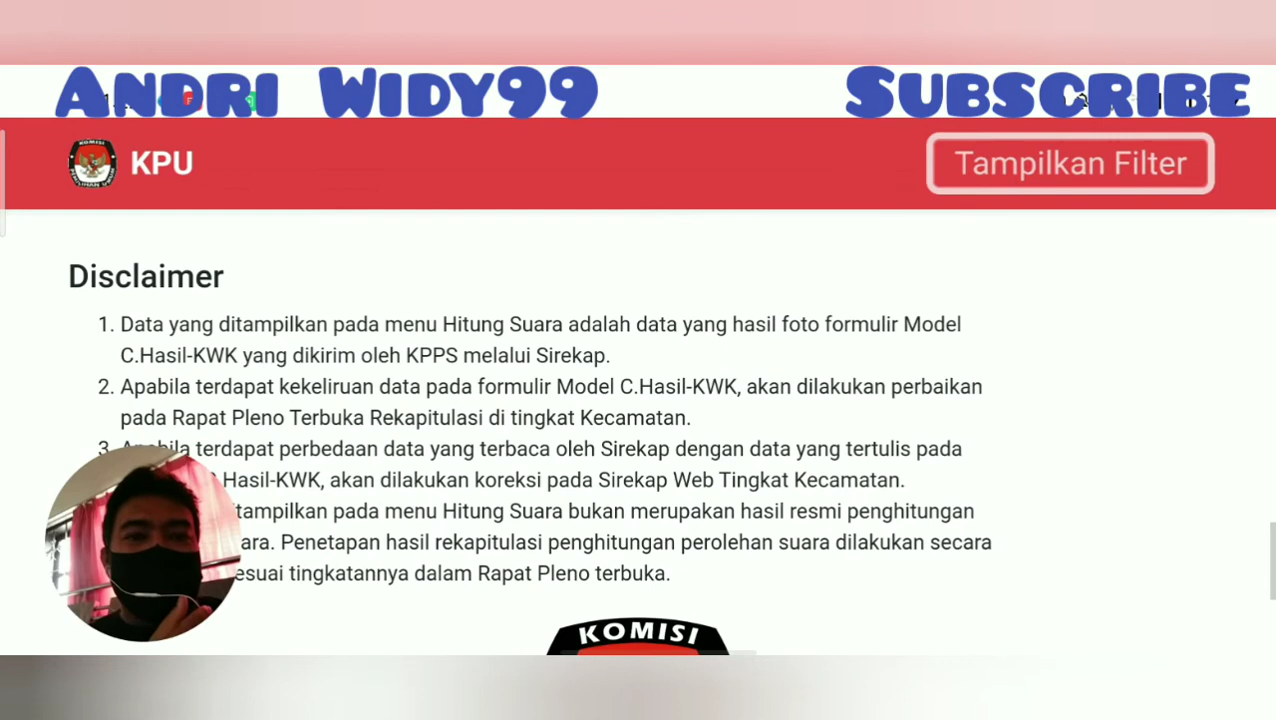 ANDRI WIDY99
SUBSCRIBE
KOMISI
KPU
Tampilkan Filter
Disclaimer
1. Data yang ditampilkan pada menu Hitung Suara adalah data yang hasil foto formulir Model
C.Hasil-KWK yang dikirim oleh KPPS melalui Sirekap.
2. Apabila terdapat kekeliruan data pada formulir Model C.Hasil-KWK, akan dilakukan perbaikan
pada Rapat Pleno Terbuka Rekapitulasi di tingkat Kecamatan.
3. terdapat perbedaan data yang terbaca oleh Sirekap dengan data yang tertulis pada
Hasil-KWK, akan dilakukan koreksi pada Sirekap Web Tingkat Kecamatan.
pada menu Hitung Suara bukan merupakan hasil resmi penghitungan
Penetapan hasil rekapitulasi penghitungan perolehan suara dilakukan secara
tingkatannya dalam Rapat Pleno terbuka.
KOMISI